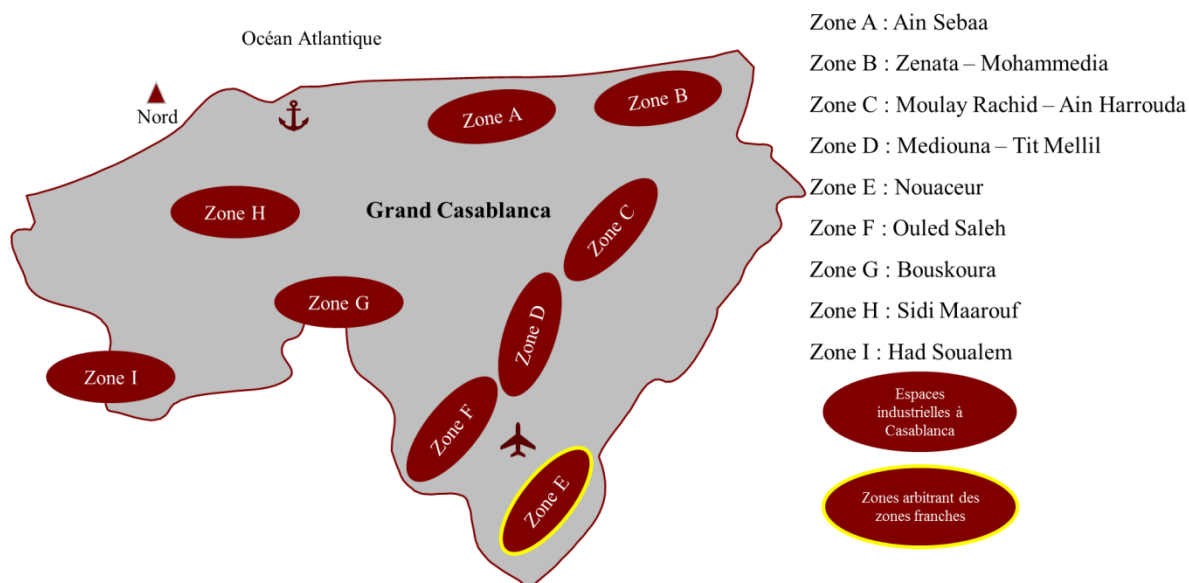 Océan Atlantique
Nord
Zone A
Zone B
Zone H
Grand Casablanca
Zone C
Zone G
Zone D
Zone I
Zone F
Zone E
Zone A : Ain Sebaa
Zone B : Zenata – Mohammedia
Zone C : Moulay Rachid – Ain Harrouda
Zone D : Mediouna – Tit Mellil
Zone E : Nouaceur
Zone F : Ouled Saleh
Zone G : Bouskoura
Zone H : Sidi Maarouf
Zone I : Had Soualem
Espaces
industrielles à
Casablanca
Zones arbitrant des
zones franches